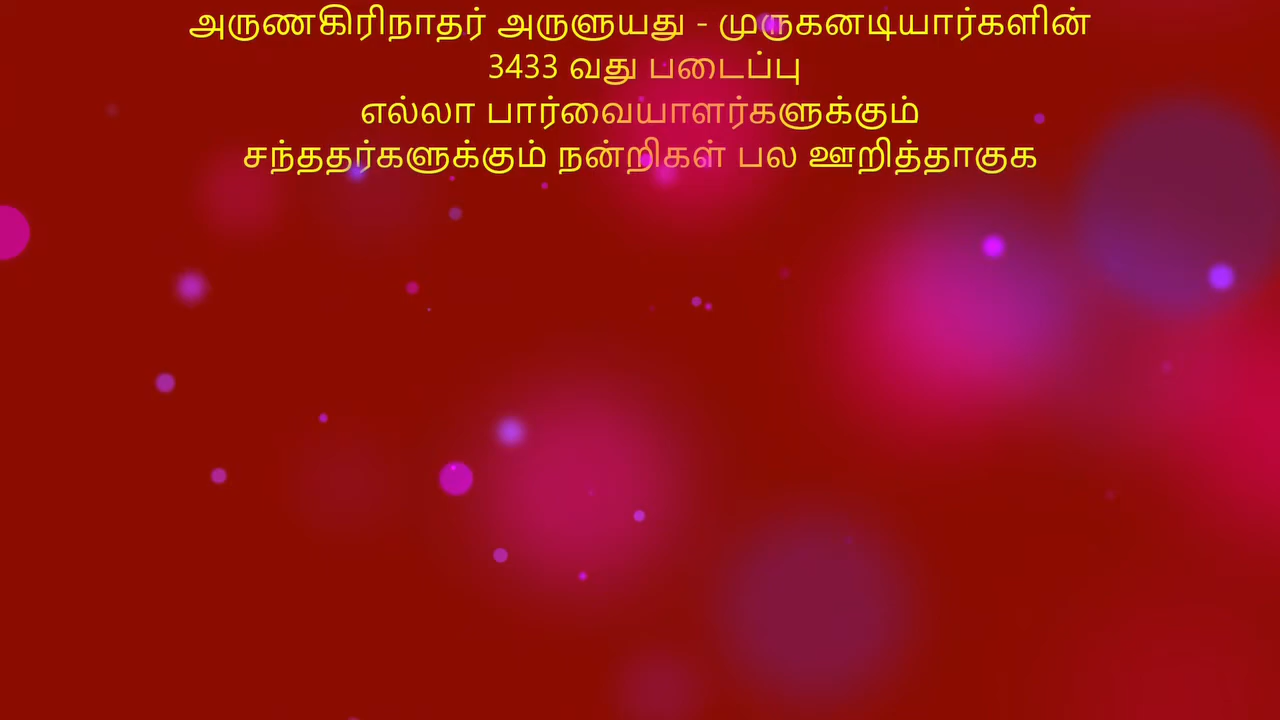 அருணகிரிநாதர் அருளுயது - முருகனடியார்களின்
3433 வது படைப்பு
எல்லா பார்வையாளர்களுக்கும்
சந்ததர்களுக்கும் நன்றிகள் பல ஊறித்தாகுக